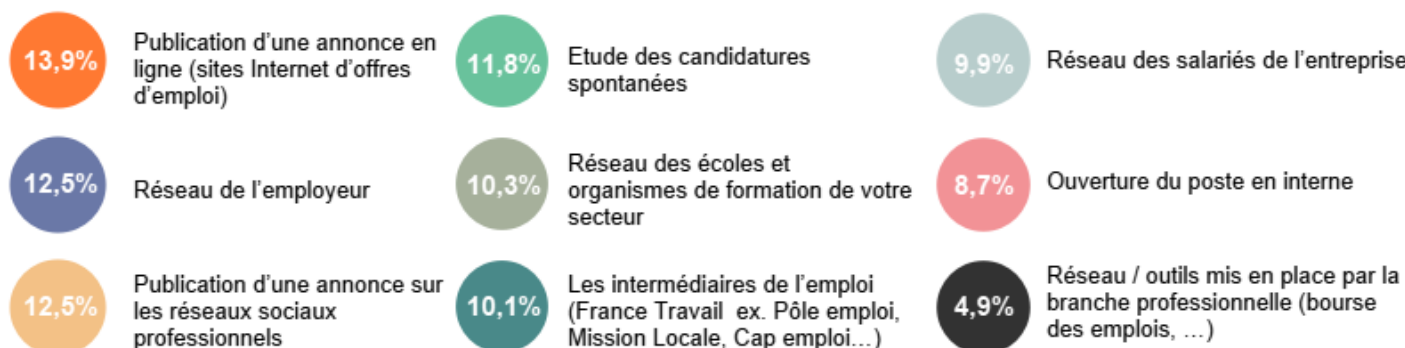 13,9%
Publication d’une annonce en
ligne (sites Internet d’offres
d’emploi)
11,8%
Etude des candidatures
spontanées
9,9%
Réseau des salariés de l’entreprise
12,5%
Réseau de l’employeur
10,3%
Réseau des écoles et
organismes de formation de votre
secteur
8,7%
Ouverture du poste en interne
12,5%
Publication d’une annonce sur
les réseaux sociaux
professionnels
10,1%
Les intermédiaires de l’emploi
(France Travail ex. Pôle emploi,
Mission Locale, Cap emploi…)
4,9%
Réseau / outils mis en place par la
branche professionnelle (bourse
des emplois, …)